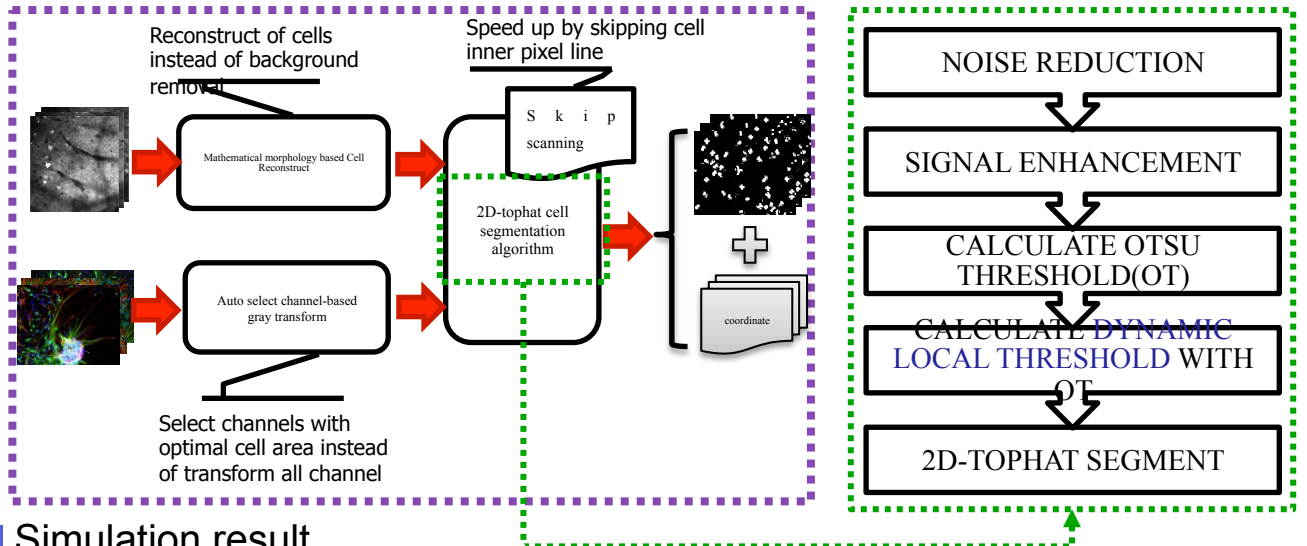 Reconstruct of cells
instead of background
removal
Speed up by skipping cell
inner pixel line
S k i p
scanning
Mathematical morphology based Cell
Reconstruct
2D-tophat cell
segmentation
algorithm
Auto select channel-based
gray transform
coordinate
Select channels with
optimal cell area instead
of transform all channel
NOISE REDUCTION
SIGNAL ENHANCEMENT
CALCULATE OTSU
THRESHOLD(OT)
CALCULATE DYNAMIC
LOCAL THRESHOLD WITH
OT
2D-TOPHAT SEGMENT
Simulation result